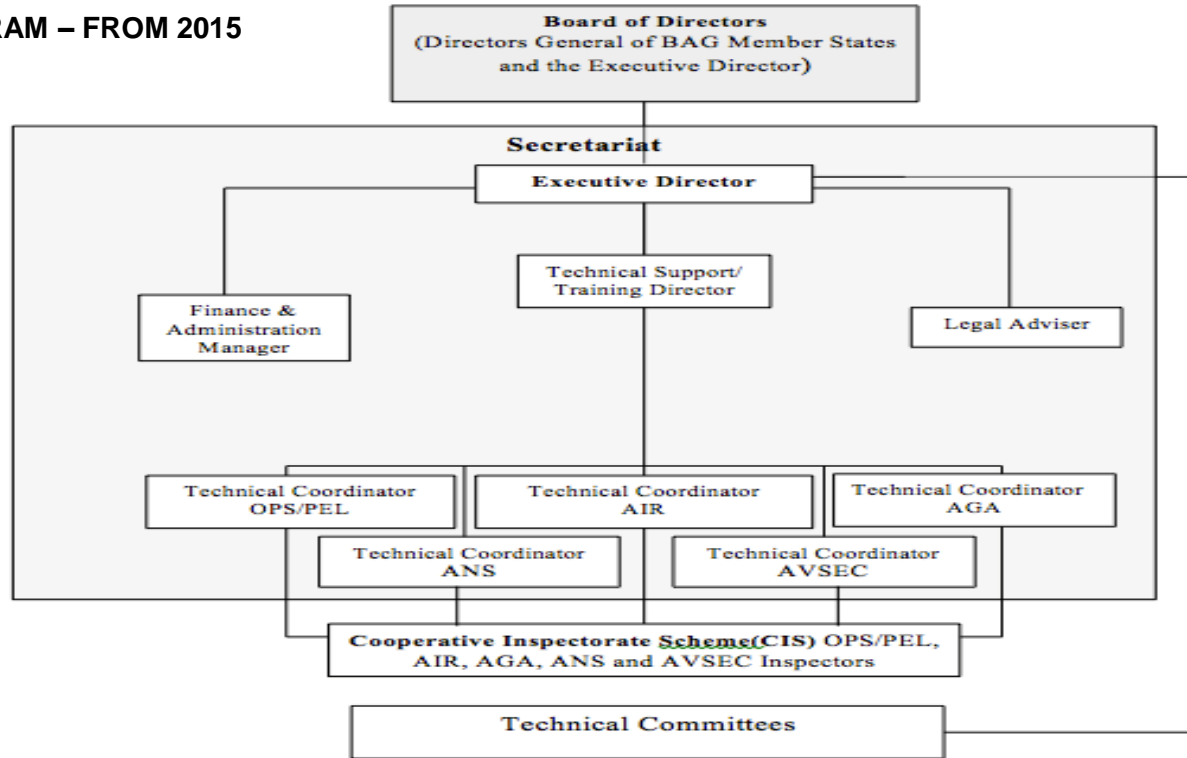 RAM – FROM 2015
Board of Directors
(Directors General of BAG Member States
and the Executive Director)
Secretariat
Executive Director
Technical Support/
Training Director
Finance &
Administration
Manager
Legal Adviser
Technical Coordinator
OPS/PEL
Technical Coordinator
AIR
Technical Coordinator
AGA
Technical Coordinator
ANS
Technical Coordinator
AVSEC
Cooperative Inspectorate Scheme(CIS) OPS/PEL,
AIR, AGA, ANS and AVSEC Inspectors
Technical Committees